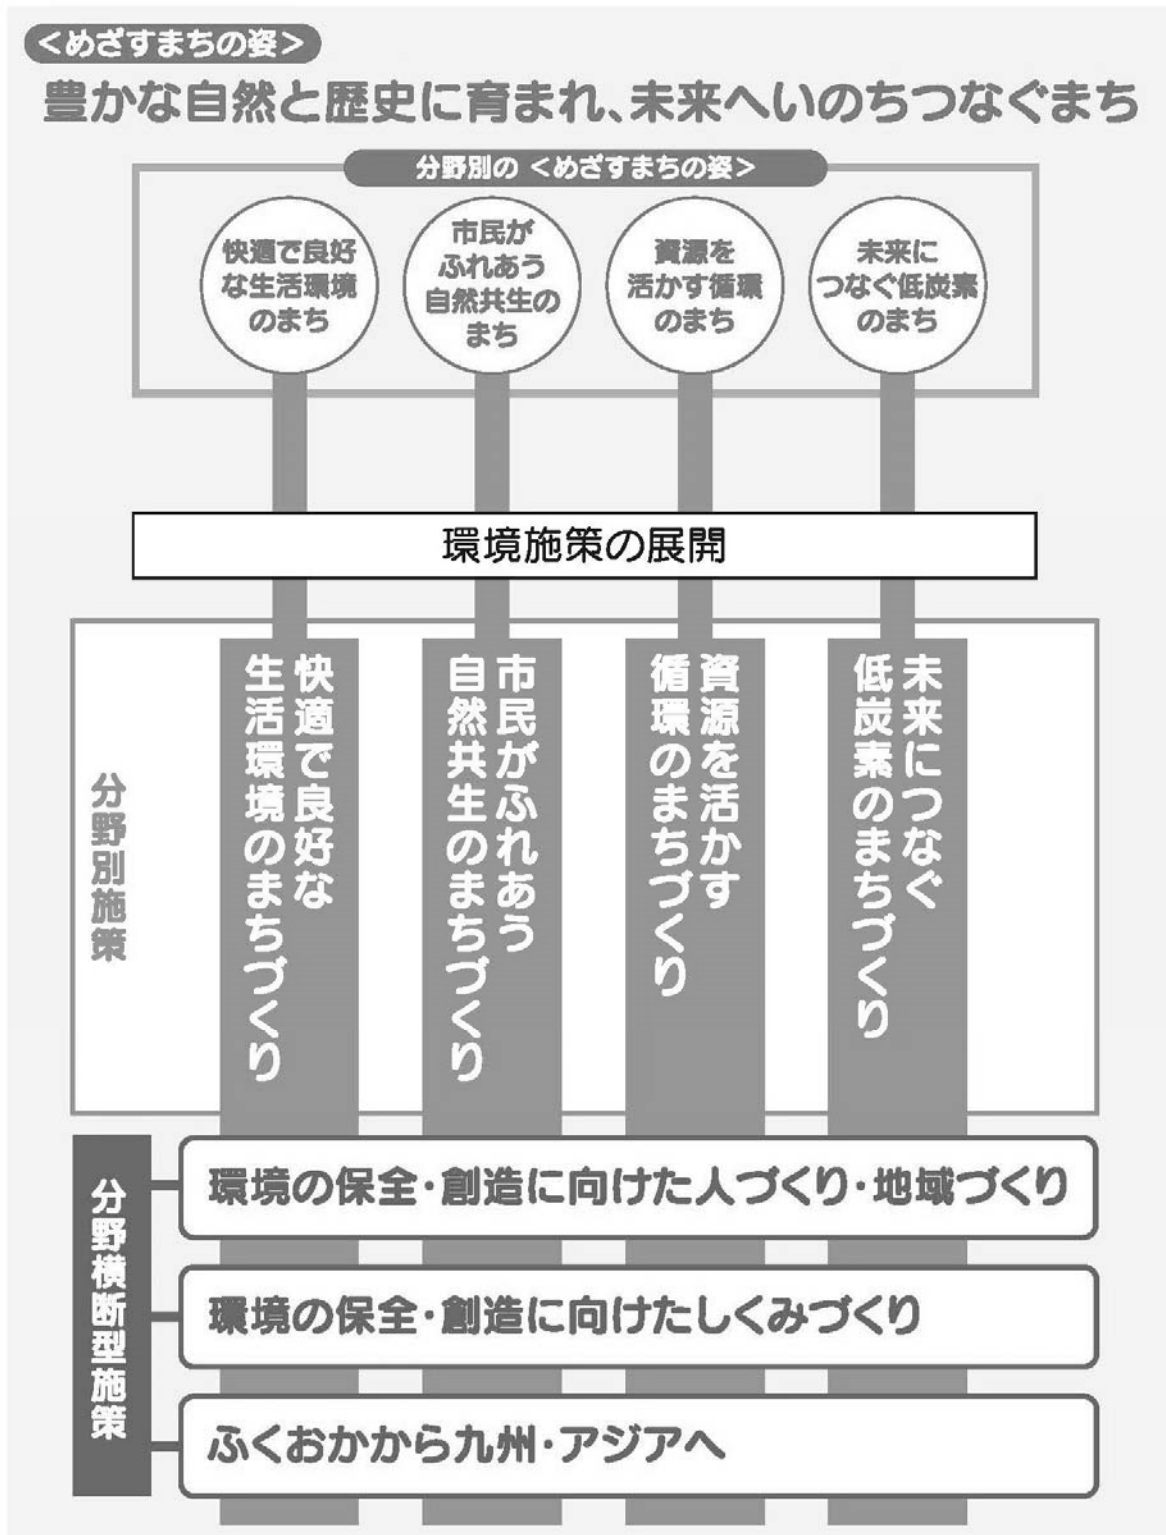 ＜めざすまちの姿＞
豊かな自然と歴史に育まれ、未来へいのちつなぐまち
分野別の ＜めざすまちの姿＞
快適で良好
な生活環境
のまち
市民が
ふれあう
自然共生の
まち
資源を
活かす循環
のまち
未来に
つなぐ低炭素
のまち
環境施策の展開
分野別施策
快適で良好な
生活環境のまちづくり
市民がふれあう
自然共生のまちづくり
資源を活かす
循環のまちづくり
未来につなぐ
低炭素のまちづくり
分野横断型施策
環境の保全・創造に向けた人づくり・地域づくり
環境の保全・創造に向けたしくみづくり
ふくおかから九州・アジアへ